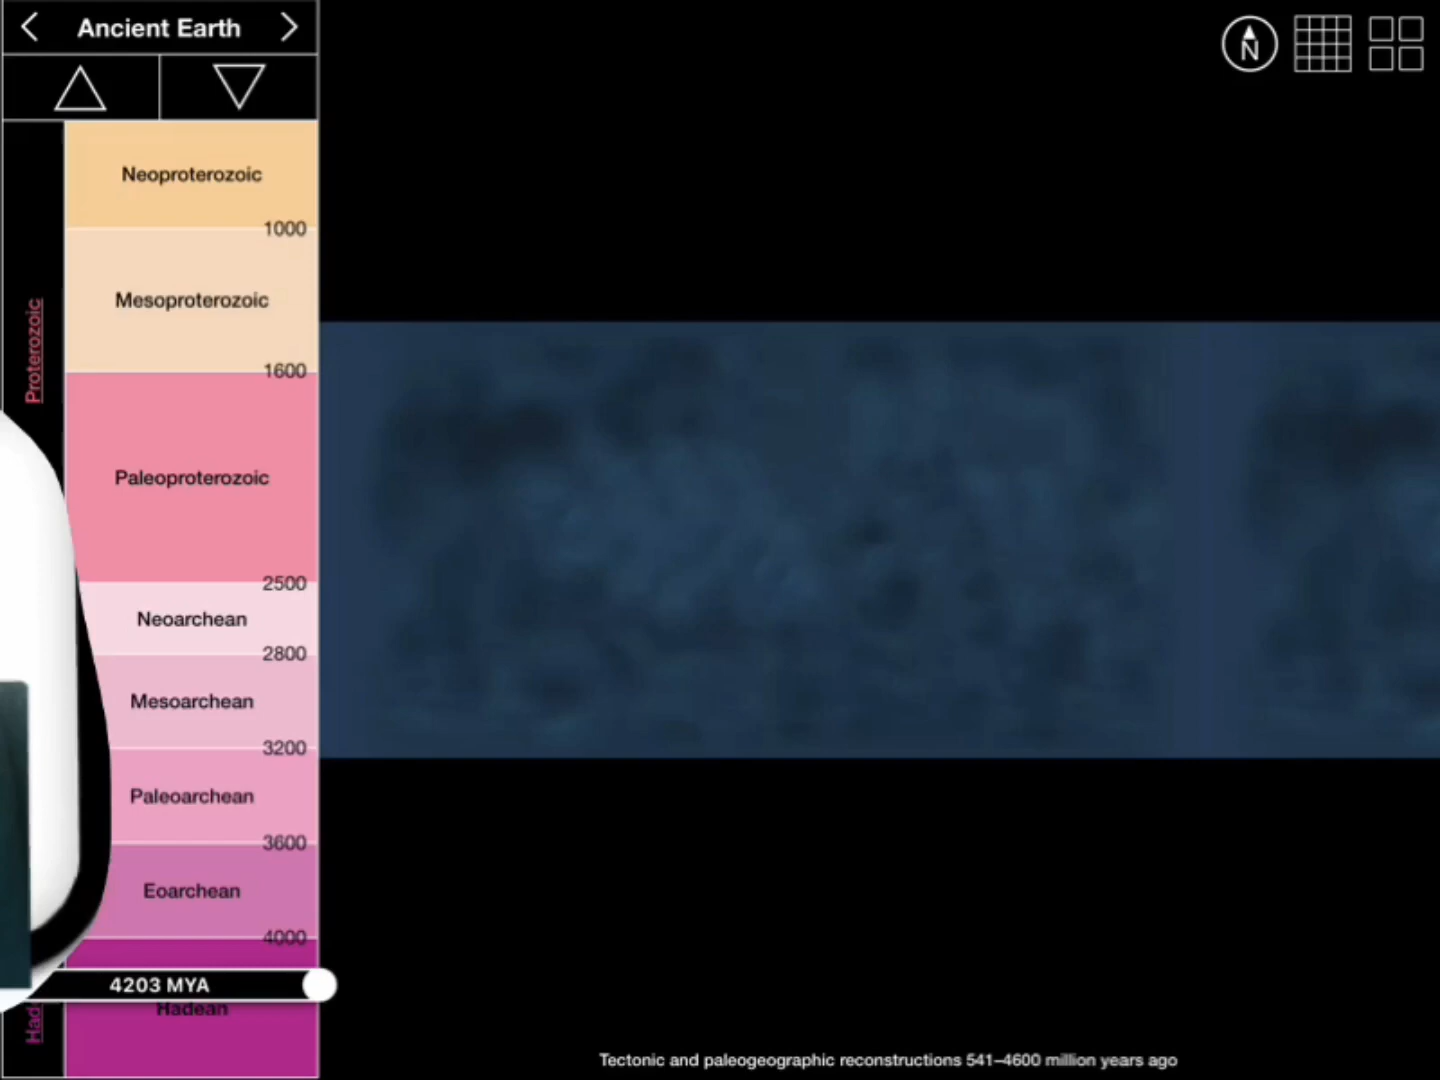 Ancient Earth
N
Proterozoic
Neoproterozoic
1000
Mesoproterozoic
1600
Paleoproterozoic
2500
Neoarchean
2800
Mesoarchean
3200
Paleoarchean
3600
Eoarchean
4000
4203 MYA
Hadean
Tectonic and paleogeographic reconstructions 541–4600 million years ago